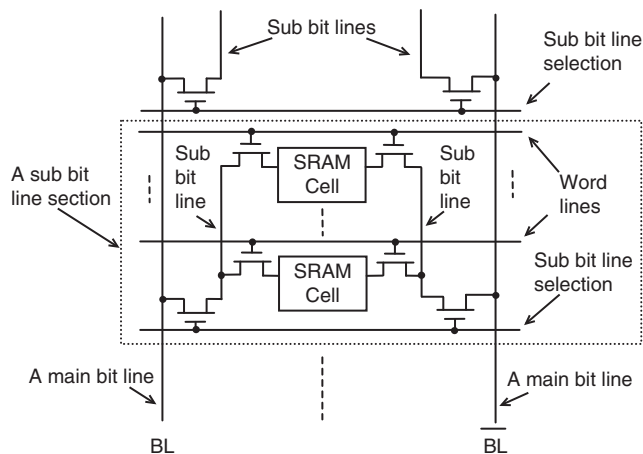 Sub bit lines
Sub bit line
selection
Sub
bit
line
SRAM
Cell
Sub
bit
line
A sub bit
line section
Word
lines
SRAM
Cell
Sub bit line
selection
A main bit line
A main bit line
BL
BL